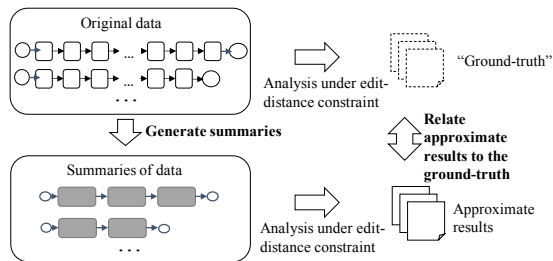 Original data
...
...
Analysis under edit-
distance constraint
“Ground-truth”
Generate summaries
Relate
approximate
results to the
ground-truth
Summaries of data
...
Analysis under edit-
distance constraint
Approximate
results